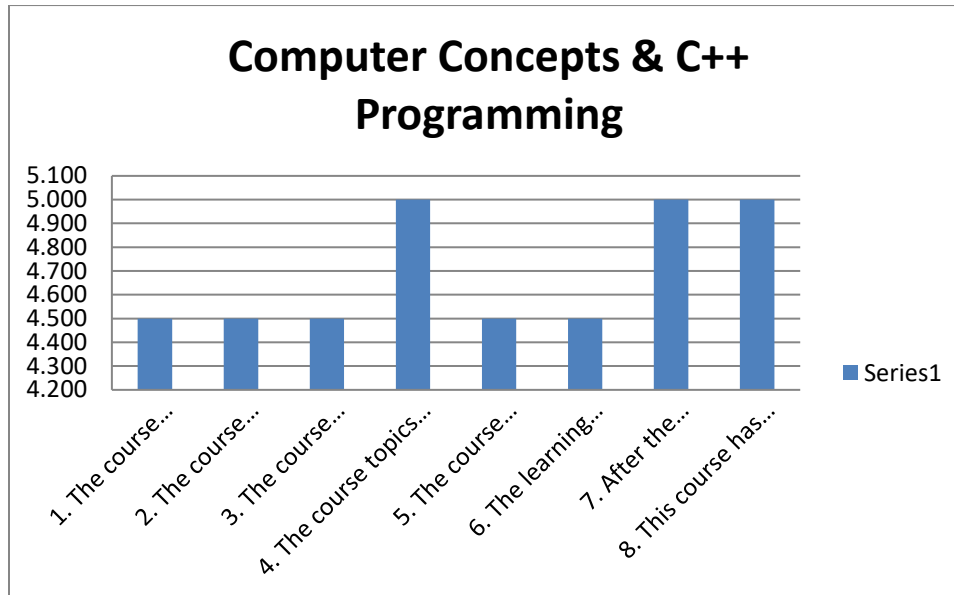 Computer Concepts & C++
Programming
5.100
5.000
4.900
4.800
4.700
4.600
4.500
4.400
4.300
4.200
Series1
1. The course...
2. The course...
3. The course...
4. The course topics...
5. The course...
6. The learning...
7. After the...
8. This course has...